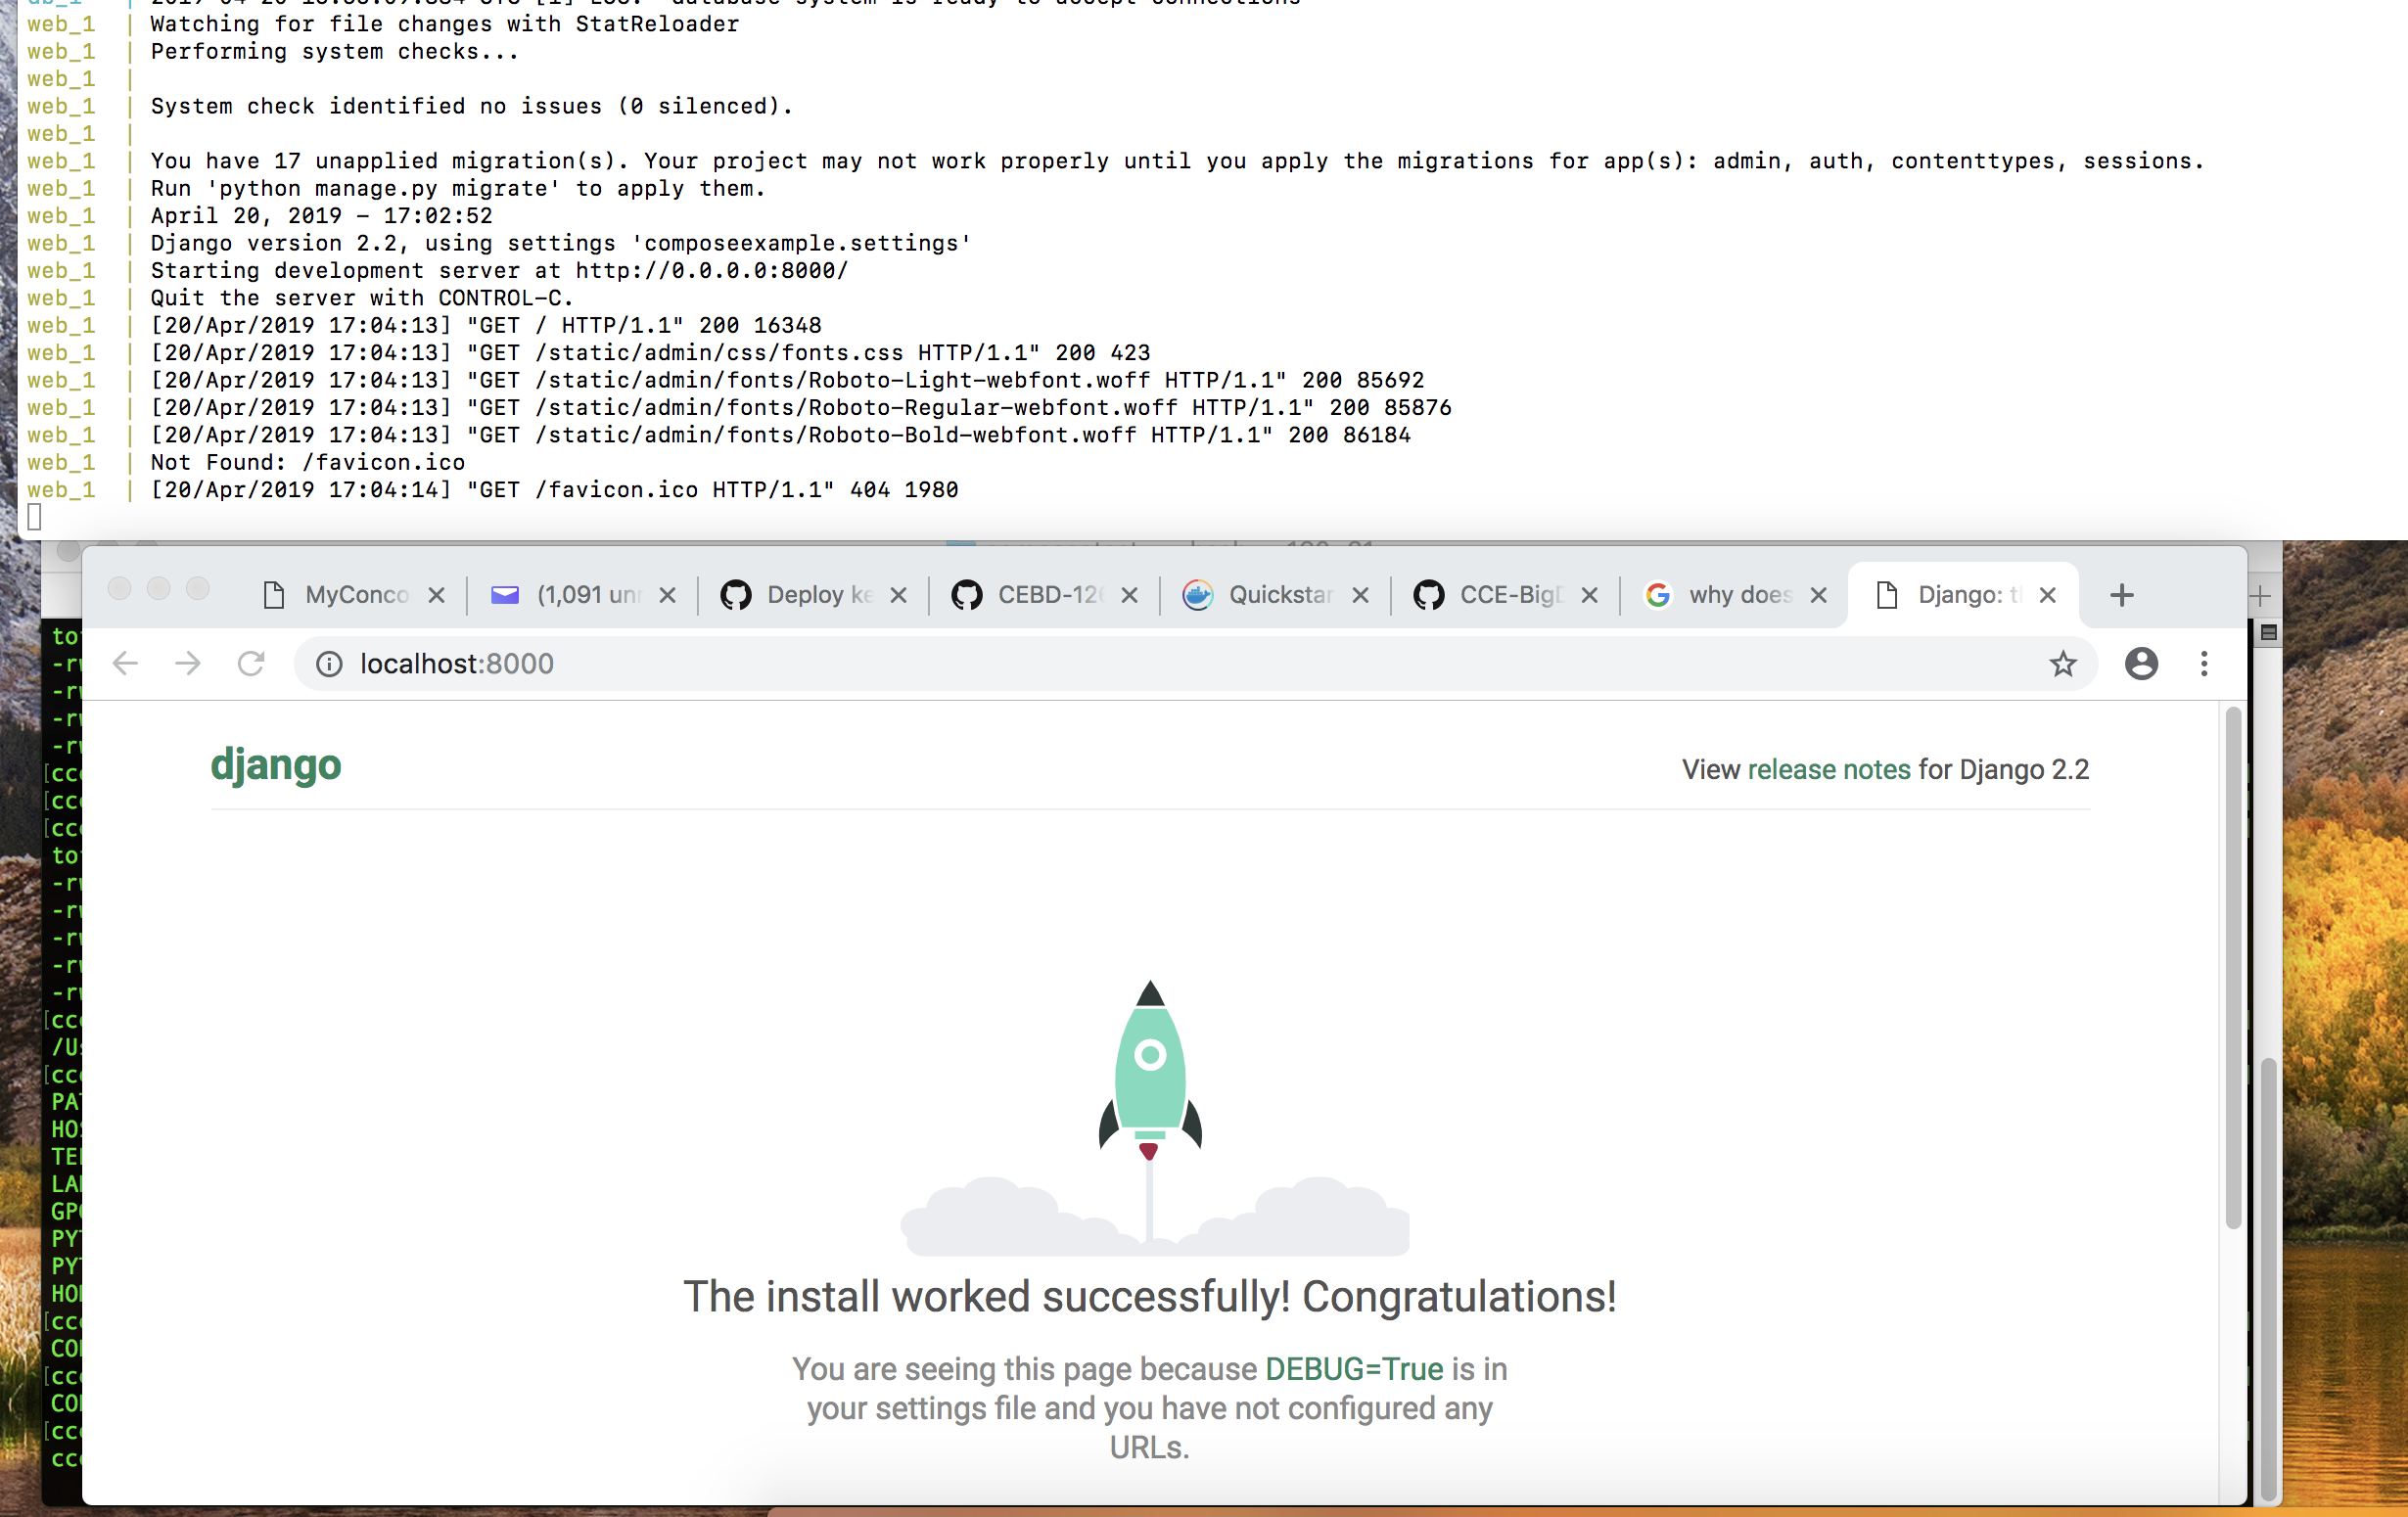 web_1 | Watching for file changes with StatReloader
web_1 | Performing system checks...
web_1 |
web_1 | System check identified no issues (0 silenced).
web_1 |
web_1 | You have 17 unapplied migration(s). Your project may not work properly until you apply the migrations for app(s): admin, auth, contenttypes, sessions.
web_1 | Run 'python manage.py migrate' to apply them.
web_1 | April 20, 2019 - 17:02:52
web_1 | Django version 2.2, using settings 'composeexample.settings'
web_1 | Starting development server at http://0.0.0.0:8000/
web_1 | Quit the server with CONTROL-C.
web_1 | [20/Apr/2019 17:04:13] "GET / HTTP/1.1" 200 16348
web_1 | [20/Apr/2019 17:04:13] "GET /static/admin/css/fonts.css HTTP/1.1" 200 423
web_1 | [20/Apr/2019 17:04:13] "GET /static/admin/fonts/Roboto-Light-webfont.woff HTTP/1.1" 200 85692
web_1 | [20/Apr/2019 17:04:13] "GET /static/admin/fonts/Roboto-Regular-webfont.woff HTTP/1.1" 200 85876
web_1 | [20/Apr/2019 17:04:13] "GET /static/admin/fonts/Roboto-Bold-webfont.woff HTTP/1.1" 200 86184
web_1 | Not Found: /favicon.ico
web_1 | [20/Apr/2019 17:04:14] "GET /favicon.ico HTTP/1.1" 404 1980
MyConco (1,091 un Deploy ke CEBD-126 Quickstar CCE-BigD why does Django: t
localhost:8000
django
View release notes for Django 2.2
The install worked successfully! Congratulations!
You are seeing this page because DEBUG=True is in
your settings file and you have not configured any
URLs.